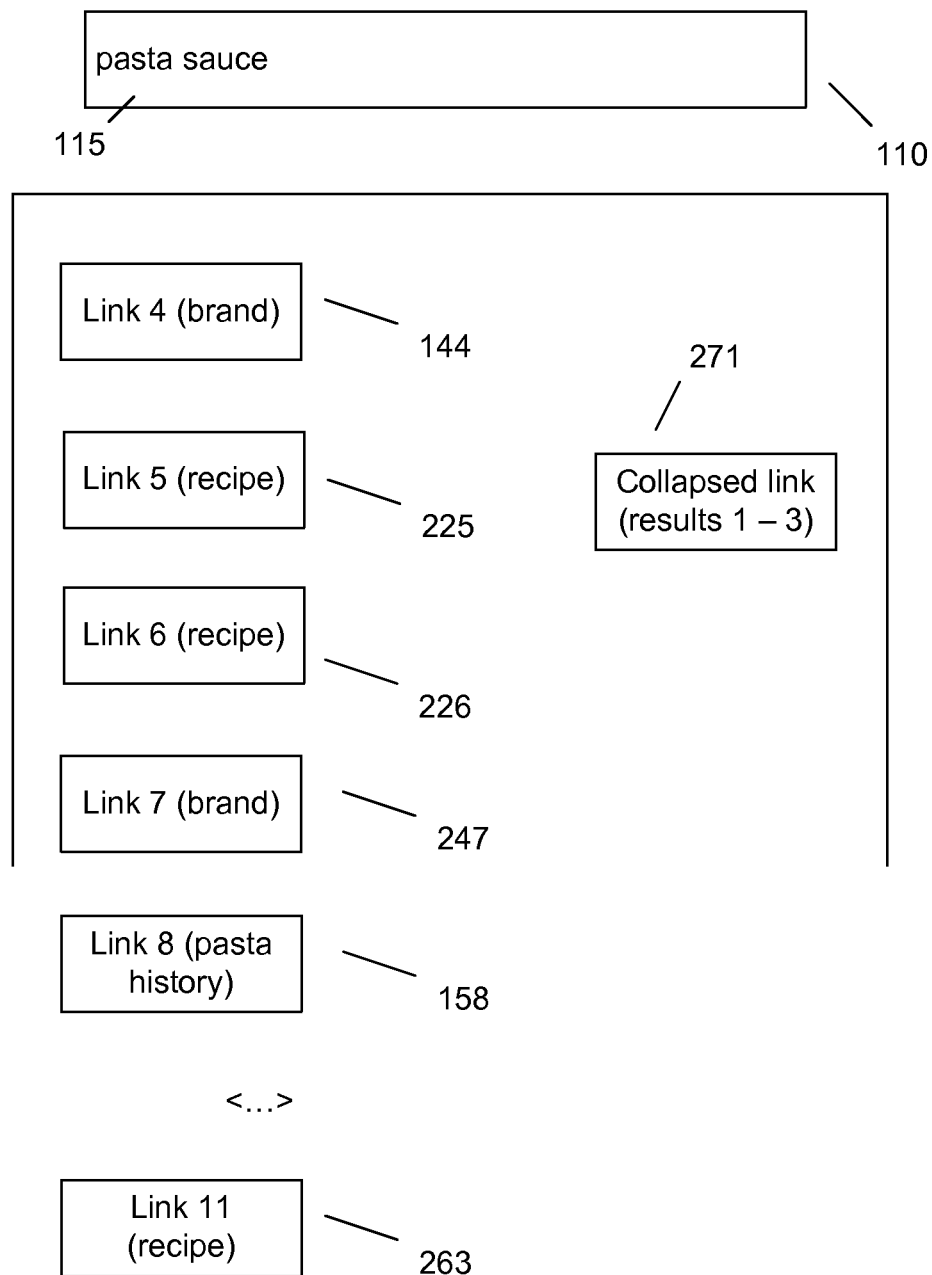 pasta sauce
115
110
Link 4 (brand)
144
271
Link 5 (recipe)
225
Collapsed link
(results 1 – 3)
Link 6 (recipe)
226
Link 7 (brand)
247
Link 8 (pasta
history)
158
<...>
Link 11
(recipe)
263